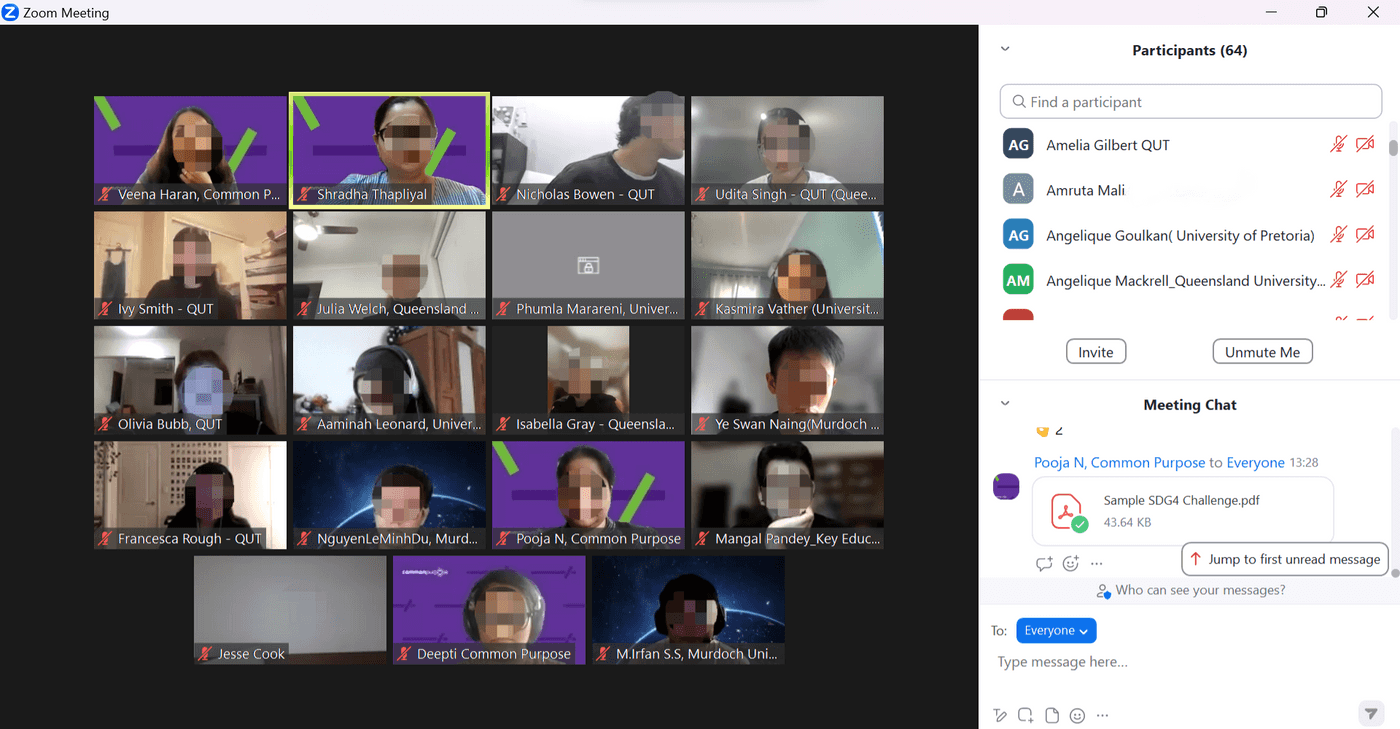 Zoom Meeting
Participants (64)
Find a participant
AG Amelia Gilbert QUT
A Amruta Mali
AG Angelique Goulkan( University of Pretoria)
AM Angelique Mackrell_Queensland University...
Invite
Unmute Me
Veena Haran, Common P...
Shradha Thapliyal
Nicholas Bowen - QUT
Udita Singh - QUT (Quee...
Ivy Smith - QUT
Julia Welch, Queensland ...
Phumla Marareni, Univer...
Kasmira Vather (Universit...
Olivia Bubb, QUT
Aaminah Leonard, Univer...
Isabella Gray - Queensla...
Ye Swan Naing(Murdoch ...
Francesca Rough - QUT
NguyenLeMinhDu, Murd...
Pooja N, Common Purpose
Mangal Pandey_Key Educ...
Jesse Cook
commonpurpose
Deepti Common Purpose
M.Irfan S.S, Murdoch Uni...
Meeting Chat
2
Pooja N, Common Purpose to Everyone 13:28
Sample SDG4 Challenge.pdf
43.64 KB
Jump to first unread message
Who can see your messages?
To: Everyone
Type message here...